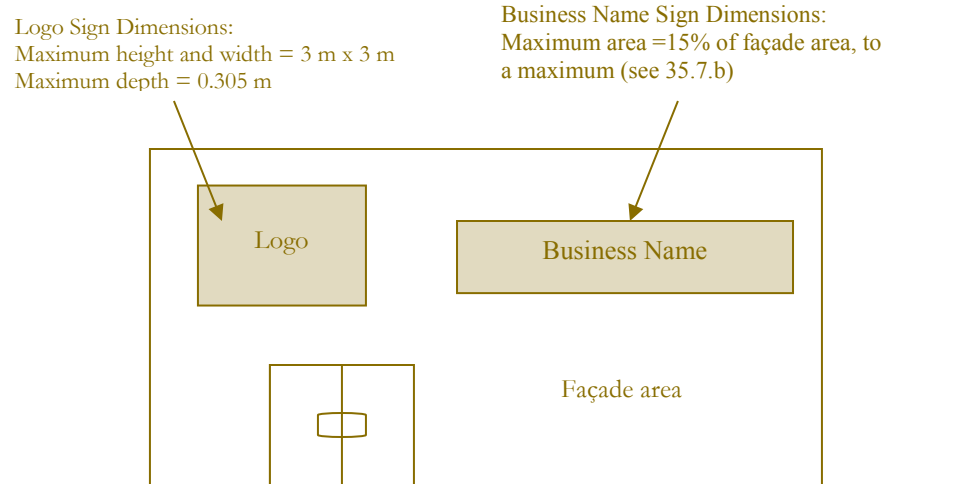 Logo Sign Dimensions:
Maximum height and width = 3 m x 3 m
Maximum depth = 0.305 m
Business Name Sign Dimensions:
Maximum area =15% of façade area, to
a maximum (see 35.7.b)
Logo
Business Name
Façade area